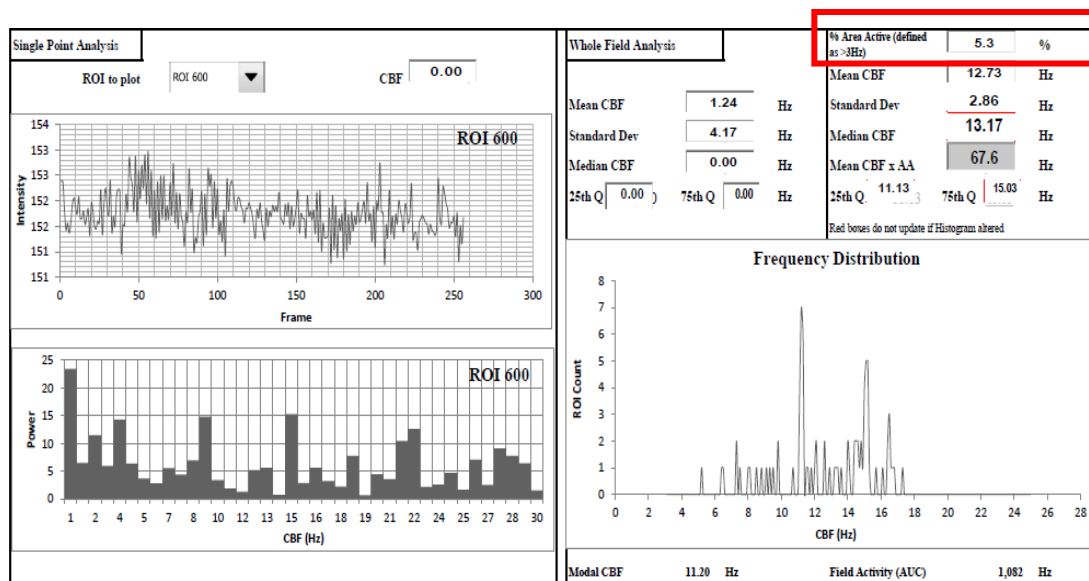 Single Point Analysis
ROI to plot ROI 600 CBF 0.00
ROI 600
154
153
153
152
152
151
151
Intensity
0 50 100 150 200 250 300
Frame
ROI 600
25
20
15
10
5
0
Power
1 2 4 5 7 8 9 10 12 13 15 16 18 19 21 22 24 25 27 28 30
CBF (Hz)
Whole Field Analysis
Mean CBF 1.24 Hz
Standard Dev 4.17 Hz
Median CBF 0.00 Hz
25th Q 0.00 75th Q 0.00 Hz
% Area Active (defined
as >3Hz) 5.3 %
Mean CBF 12.73 Hz
Standard Dev 2.86 Hz
Median CBF 13.17 Hz
Mean CBF x AA 67.6 Hz
25th Q. 11.13 75th Q 15.03 Hz
Red boxes do not update if Histogram altered
Frequency Distribution
8
7
6
5
4
3
2
1
0
ROI Count
0 2 4 6 8 10 12 14 16 18 20 22 24 26 28
CBF (Hz)
Modal CBF 11.20 Hz Field Activity (AUC) 1,082 Hz